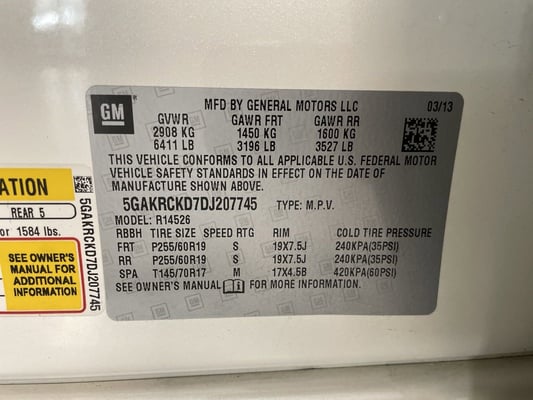 GM
MFD BY GENERAL MOTORS LLC 03/13
GVWR GAWR FRT GAWR RR
2908 KG 1450 KG 1600 KG
6411 LB 3196 LB 3527 LB
THIS VEHICLE CONFORMS TO ALL APPLICABLE U.S. FEDERAL MOTOR
VEHICLE SAFETY STANDARDS IN EFFECT ON THE DATE OF
MANUFACTURE SHOWN ABOVE.
5GAKRCKD7DJ207745 TYPE: M.P.V.
MODEL: R14526
RBBH TIRE SIZE SPEED RTG RIM COLD TIRE PRESSURE
FRT P255/60R19 S 19X7.5J 240KPA(35PSI)
RR P255/60R19 S 19X7.5J 240KPA(35PSI)
SPA T145/70R17 M 17X4.5B 420KPA(60PSI)
SEE OWNER'S MANUAL FOR MORE INFORMATION.
ATION
REAR 5
or 1584 lbs.
SEE OWNER'S
MANUAL FOR
ADDITIONAL
INFORMATION
5GAKRCKD7DJ207745